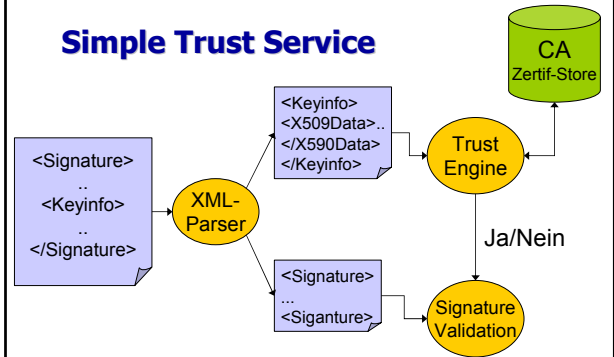 Simple Trust Service
CA
Zertif-Store
<Keyinfo>
<X509Data>..
</X590Data>
</Keyinfo>
Trust
Engine
<Signature>
..
<Keyinfo>
..
</Signature>
XML-
Parser
Ja/Nein
<Signature>
...
<Siganture>
Signature
Validation